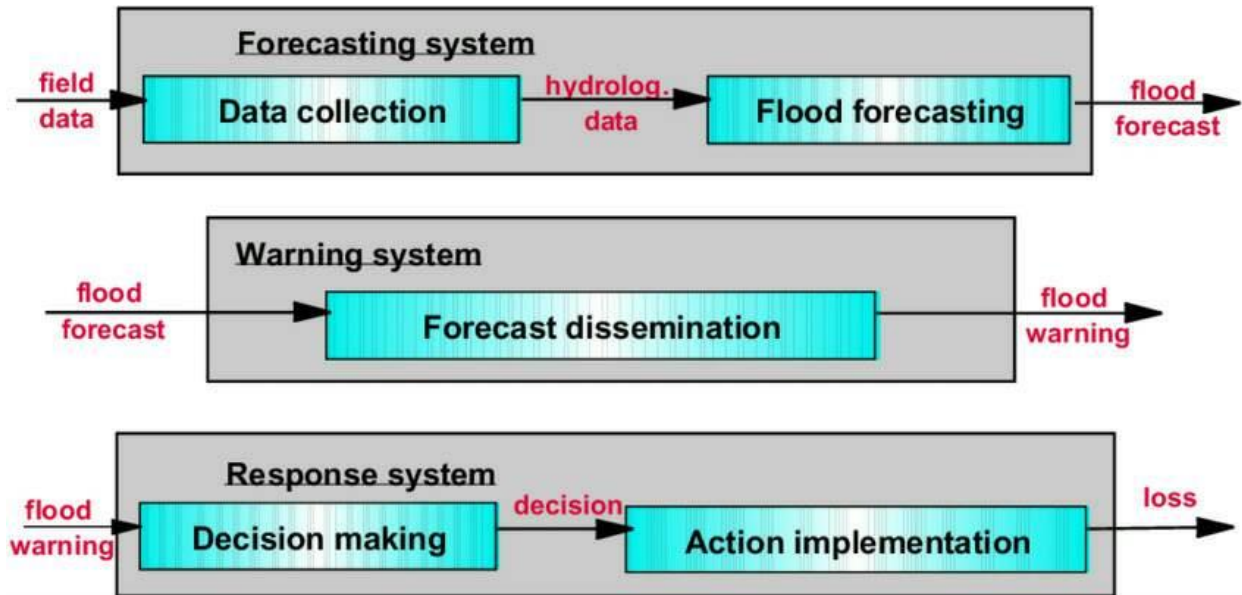 Forecasting system
field
data
Data collection
hydrolog.
data
Flood forecasting
flood
forecast
Warning system
flood
forecast
Forecast dissemination
flood
warning
Response system
flood
warning
Decision making
decision
Action implementation
loss